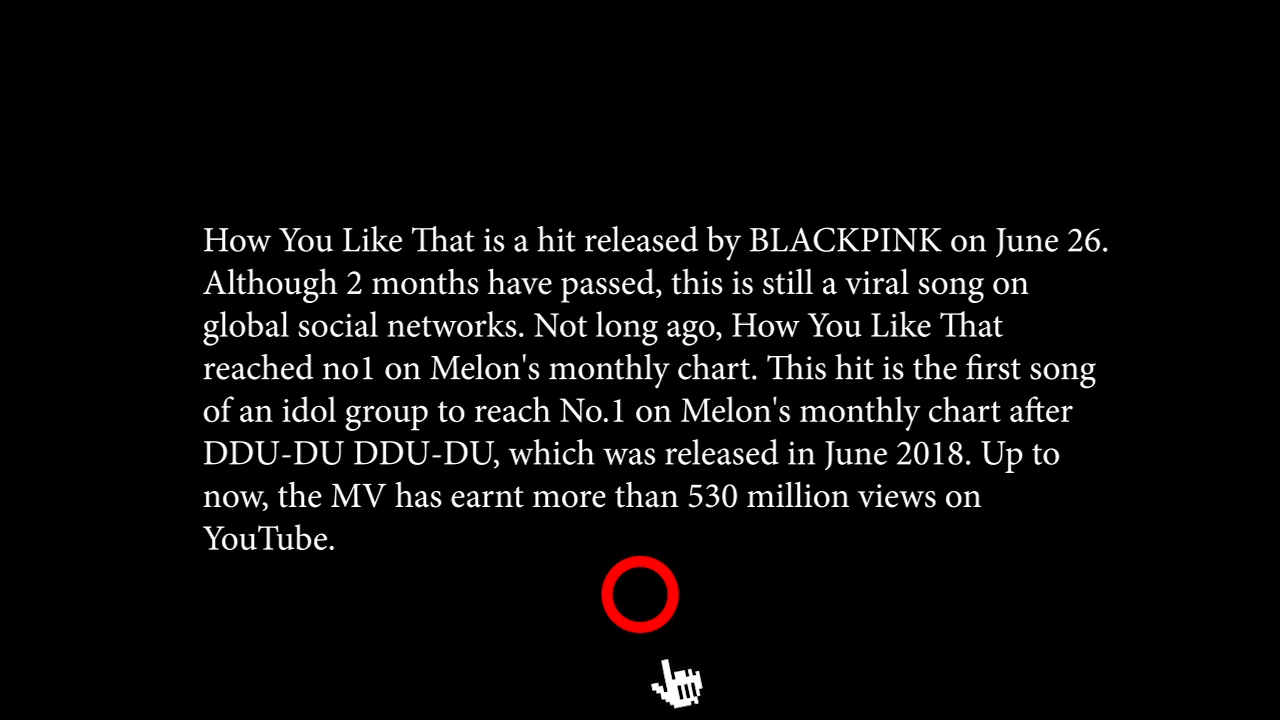 How You Like That is a hit released by BLACKPINK on June 26.
Although 2 months have passed, this is still a viral song on
global social networks. Not long ago, How You Like That
reached no1 on Melon's monthly chart. This hit is the first song
of an idol group to reach No.1 on Melon's monthly chart after
DDU-DU DDU-DU, which was released in June 2018. Up to
now, the MV has earnt more than 530 million views on
YouTube.